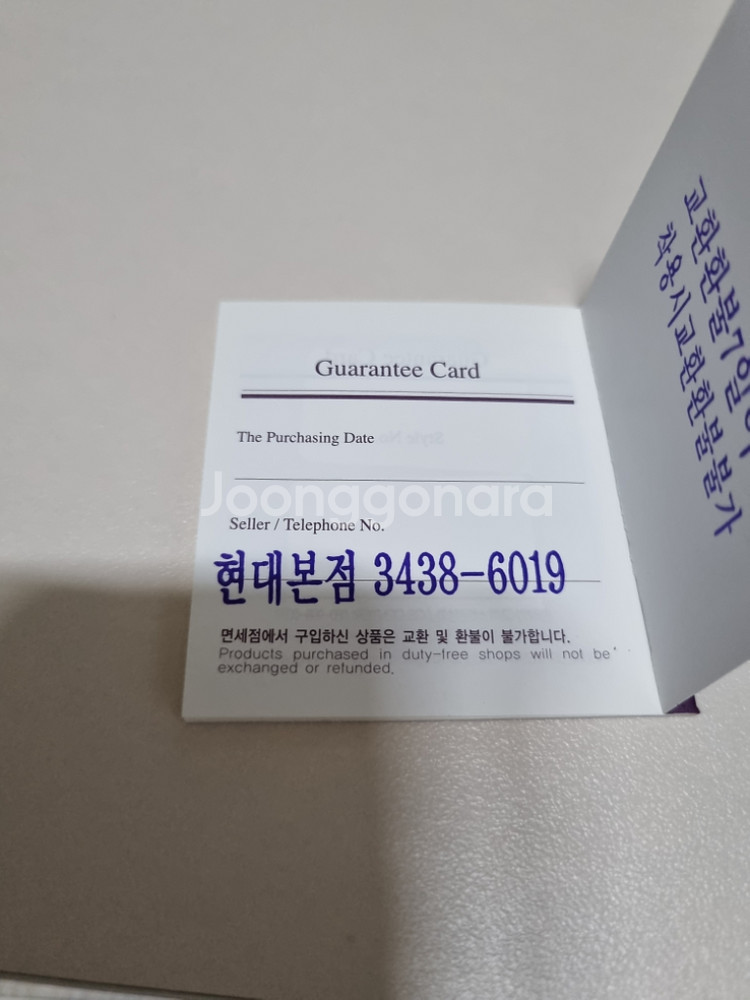 Guarantee Card
The Purchasing Date
Seller / Telephone No.
현대본점 3438-6019
면세점에서 구입하신 상품은 교환 및 환불이 불가합니다.
Products purchased in duty-free shops will not be
exchanged or refunded.
교환환불7일
착용시교환환불불가
Joonggonara